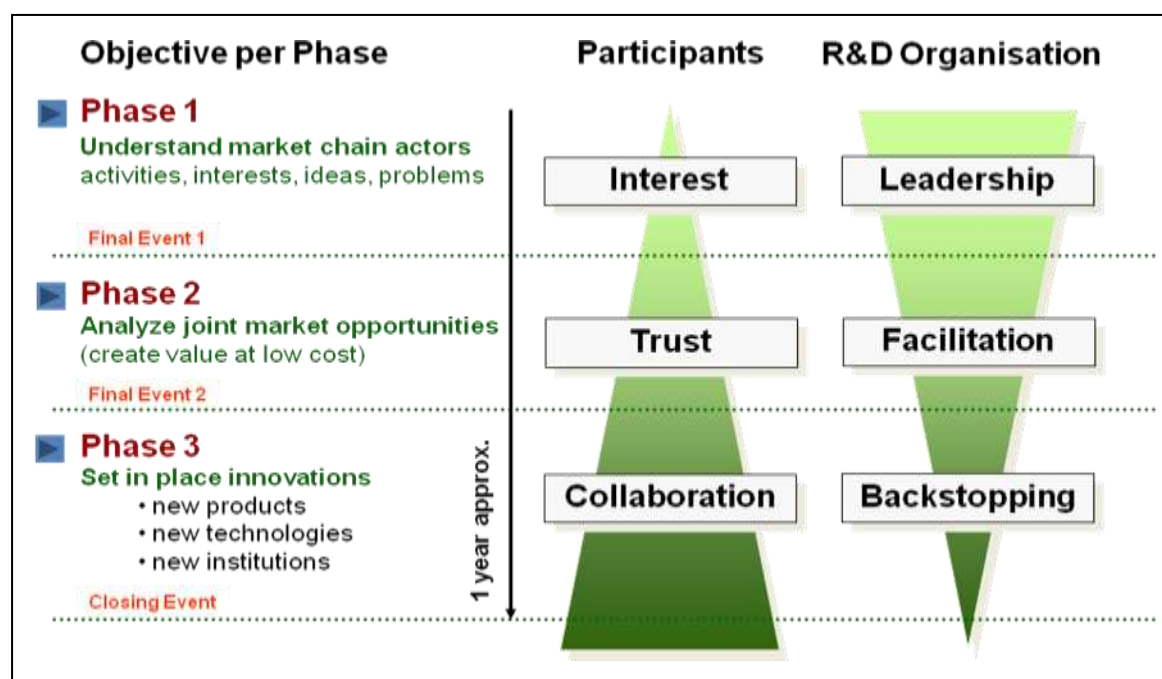 Objective per Phase
Participants
R&D Organisation
Phase 1
Understand market chain actors
activities, interests, ideas, problems
Interest
Leadership
Final Event 1
Phase 2
Analyze joint market opportunities
(create value at low cost)
Trust
Facilitation
Final Event 2
Phase 3
Set in place innovations
• new products
• new technologies
• new institutions
Collaboration
Backstopping
1 year approx.
Closing Event